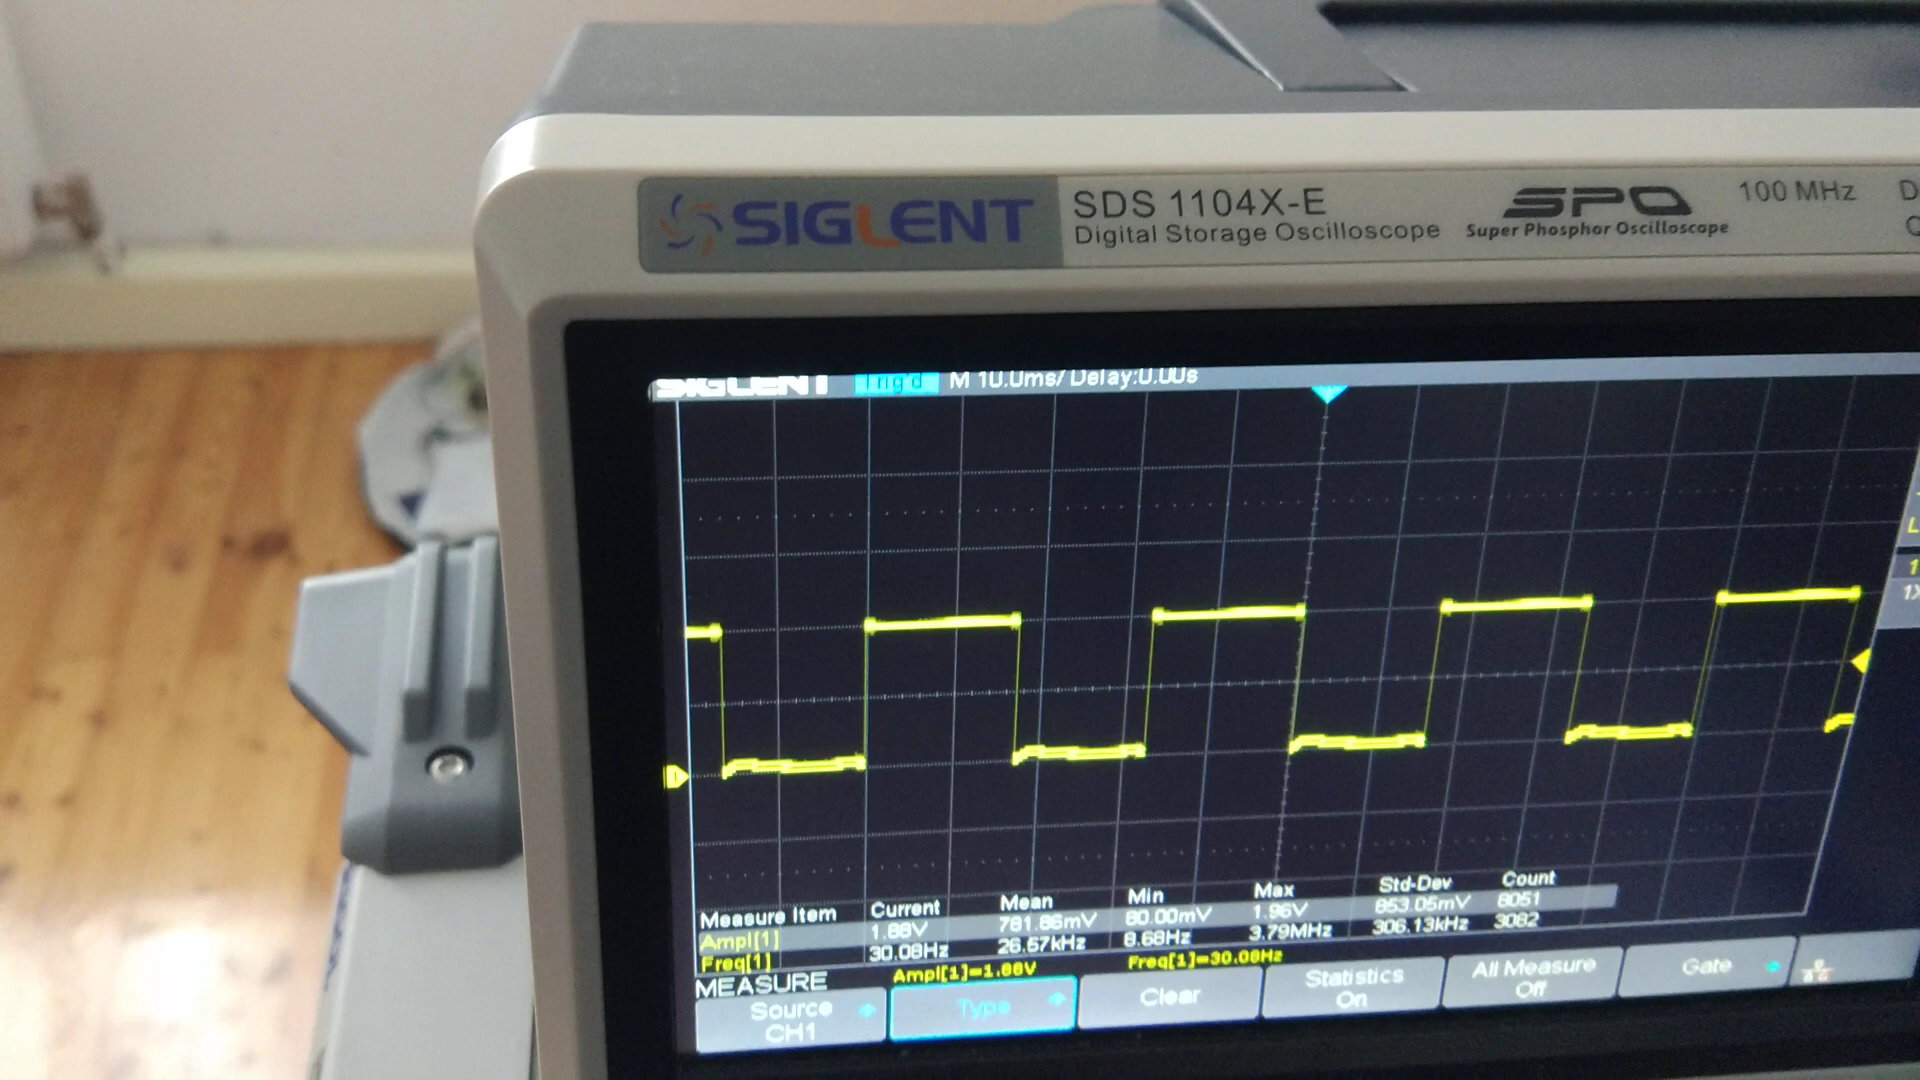 SIGLENT
SDS 1104X-E
Digital Storage Oscilloscope
SPO
Super Phosphor Oscilloscope
100 MHz
SIGLENT Trig'd M 10.0ms/ Delay:0.00s
Measure Item Current Mean Min Max Std-Dev Count
Ampl[1] 1.88V 781.86mV 80.00mV 1.96V 853.05mV 8051
Freq[1] 30.08Hz 26.57kHz 8.68Hz 3.79MHz 306.13kHz 3082
MEASURE Ampl[1]=1.88V Freq[1]=30.08Hz
Source
CH1
Type
Clear
Statistics
On
All Measure
Off
Gate